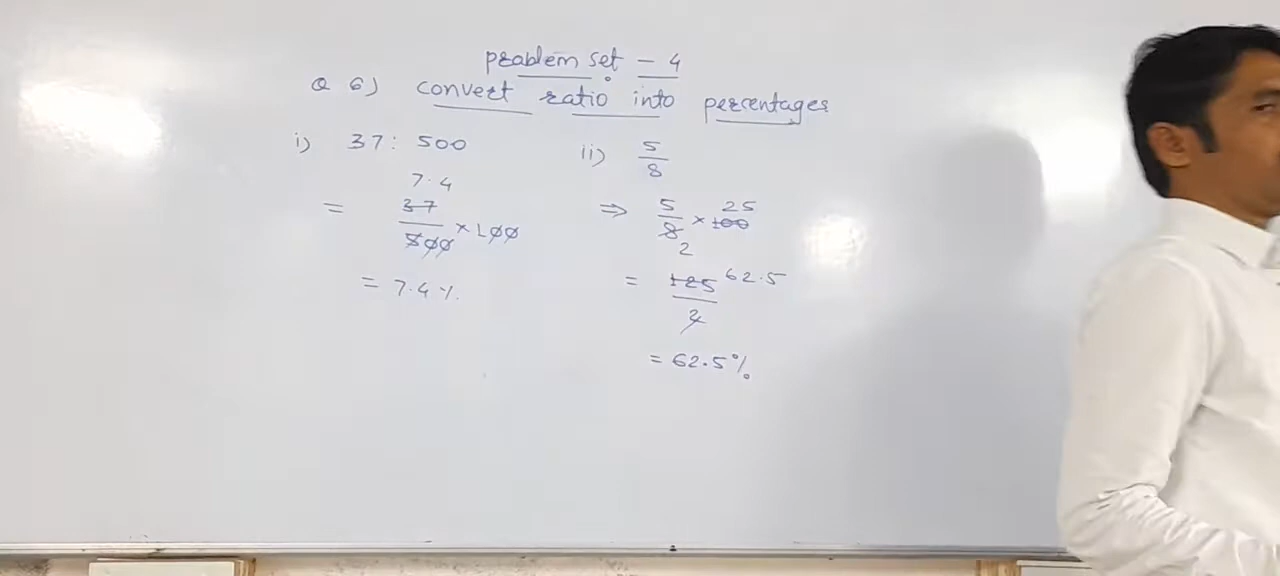 problem set - 4
Q 6) convert ratio into percentages
i) 37: 500
7.4
= 37/500 × 100
= 7.4 %
ii) 5/8
⇒ 5/8 × 100 25
2
= 125/2 62.5
= 62.5%